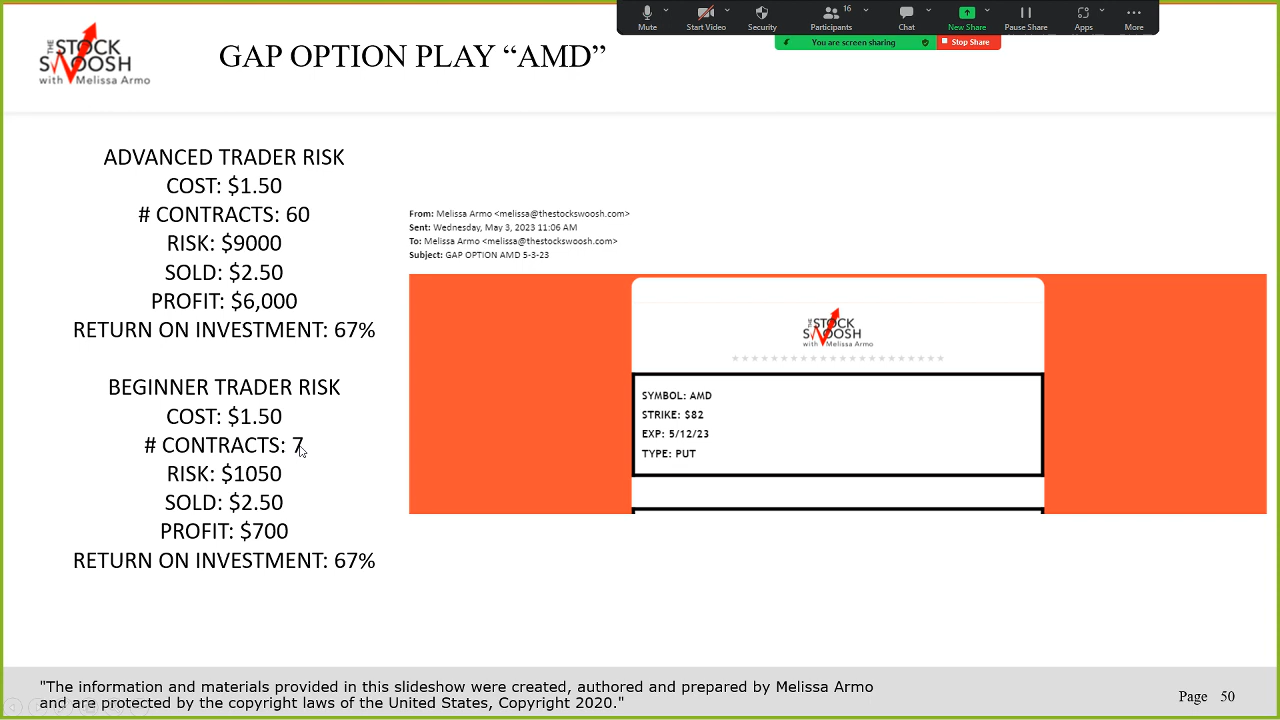 Mute
Start Video
Security
Participants
16
Chat
New Share
Pause Share
Apps
More
You are screen sharing
Stop Share
THE
STOCK
SWOOSH
with Melissa Armo
GAP OPTION PLAY “AMD”
ADVANCED TRADER RISK
COST: $1.50
# CONTRACTS: 60
RISK: $9000
SOLD: $2.50
PROFIT: $6,000
RETURN ON INVESTMENT: 67%
BEGINNER TRADER RISK
COST: $1.50
# CONTRACTS: 7
RISK: $1050
SOLD: $2.50
PROFIT: $700
RETURN ON INVESTMENT: 67%
From: Melissa Armo <melissa@thestockswoosh.com>
Sent: Wednesday, May 3, 2023 11:06 AM
To: Melissa Armo <melissa@thestockswoosh.com>
Subject: GAP OPTION AMD 5-3-23
THE
STOCK
SWOOSH
with Melissa Armo
SYMBOL: AMD
STRIKE: $82
EXP: 5/12/23
TYPE: PUT
"The information and materials provided in this slideshow were created, authored and prepared by Melissa Armo
and are protected by the copyright laws of the United States, Copyright 2020."
Page 50